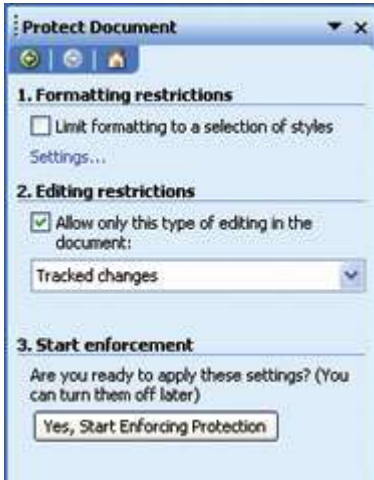 Protect Document
1. Formatting restrictions
Limit formatting to a selection of styles
Settings...
2. Editing restrictions
Allow only this type of editing in the
document:
Tracked changes
3. Start enforcement
Are you ready to apply these settings? (You
can turn them off later)
Yes, Start Enforcing Protection